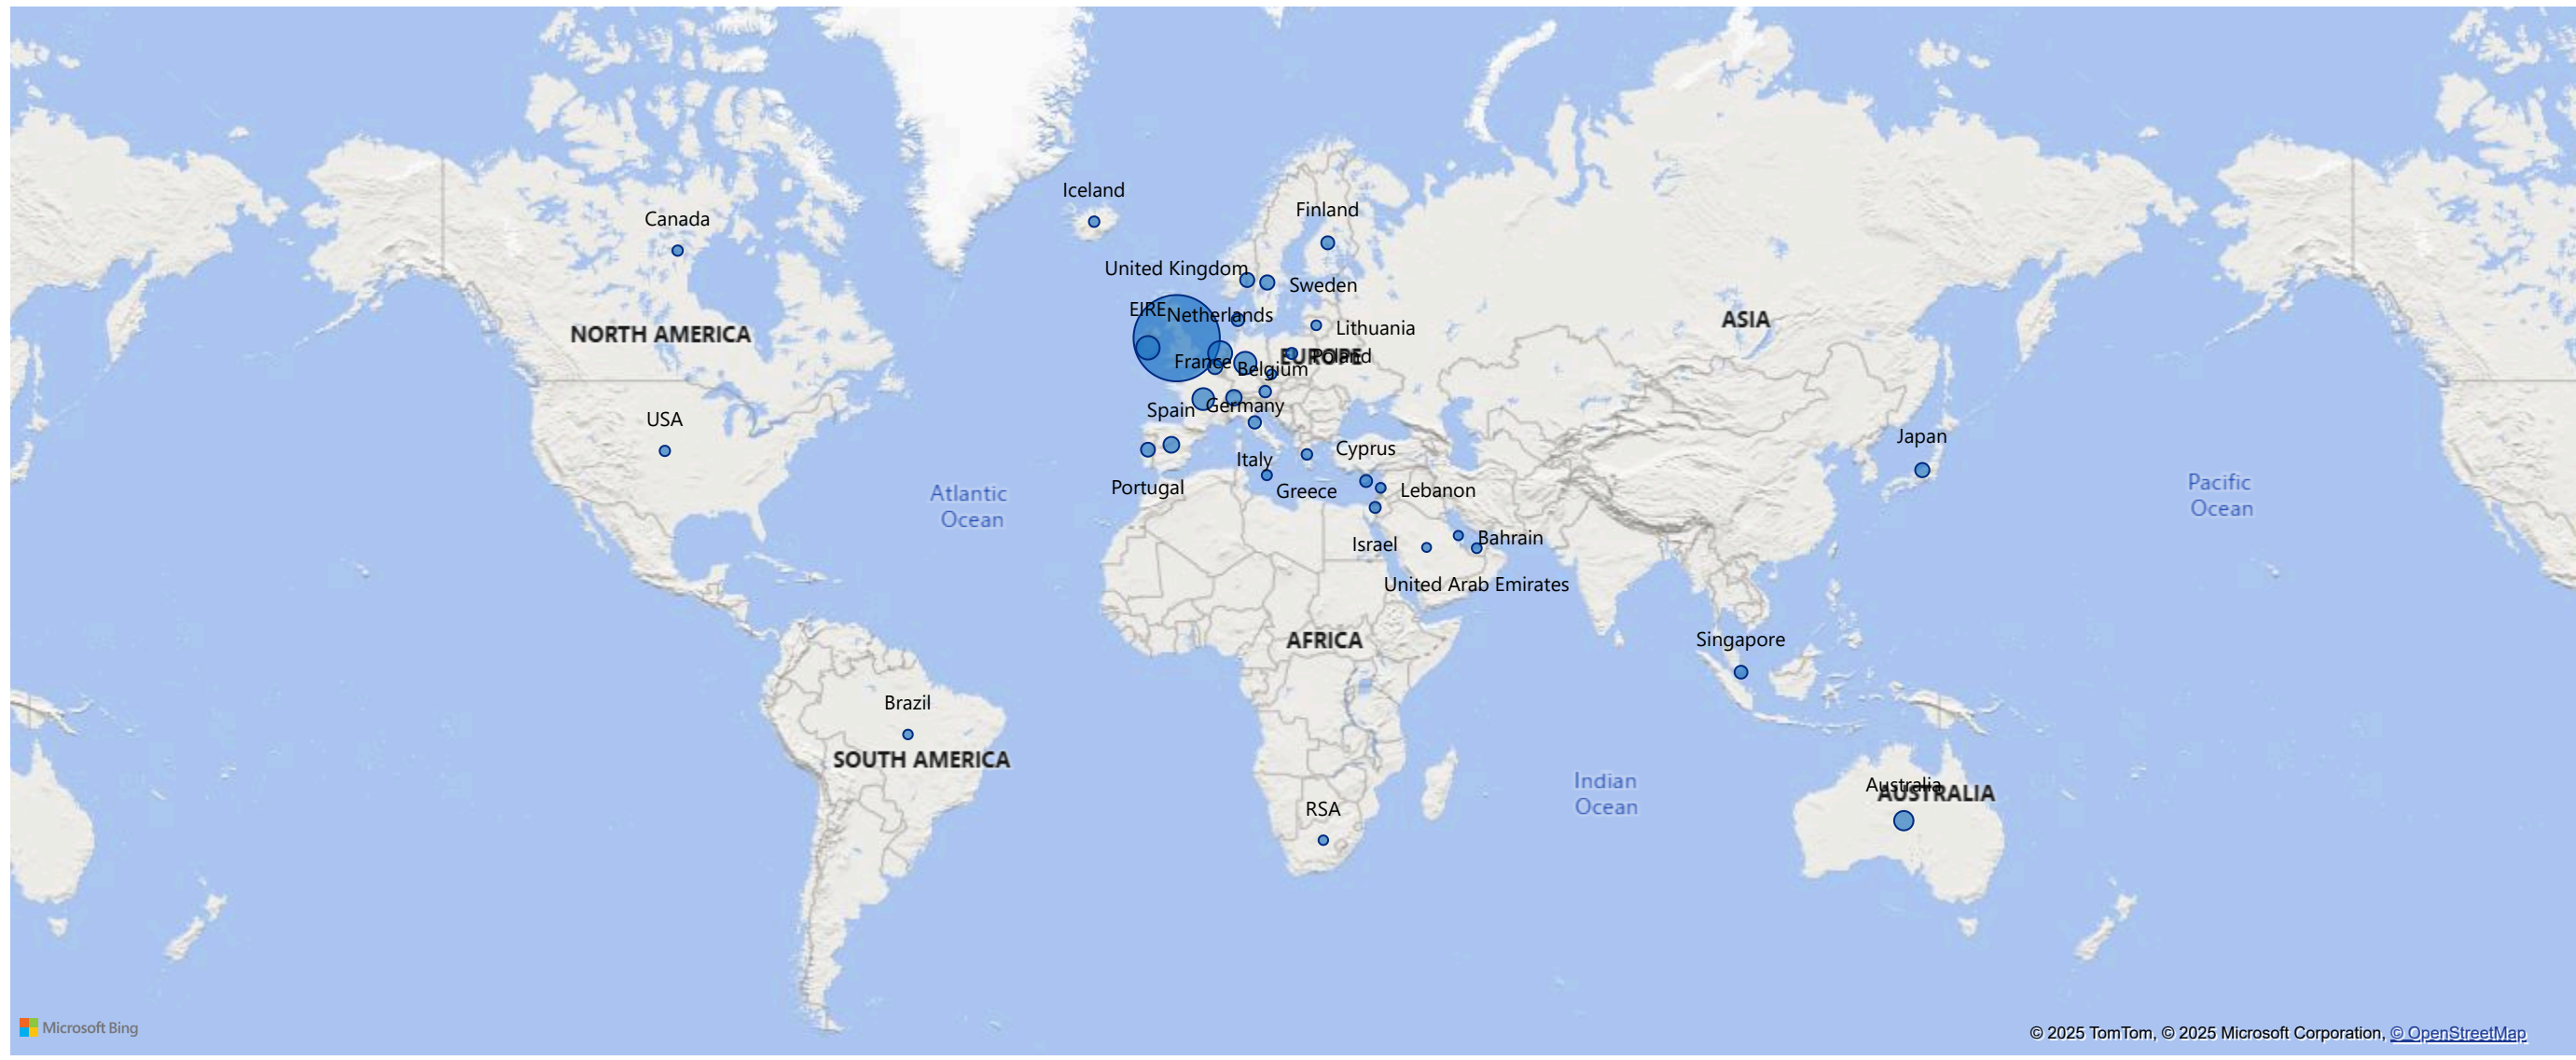 Iceland
Finland
Canada
United Kingdom
Sweden
EIRE
Netherlands
ASIA
NORTH AMERICA
Lithuania
EUROPE
Poland
France
Belgium
Spain
Germany
USA
Japan
Cyprus
Italy
Portugal
Greece
Lebanon
Atlantic
Ocean
Pacific
Ocean
Bahrain
Israel
United Arab Emirates
AFRICA
Singapore
Brazil
SOUTH AMERICA
Indian
Ocean
Australia
AUSTRALIA
RSA
Microsoft Bing
© 2025 TomTom, © 2025 Microsoft Corporation, © OpenStreetMap